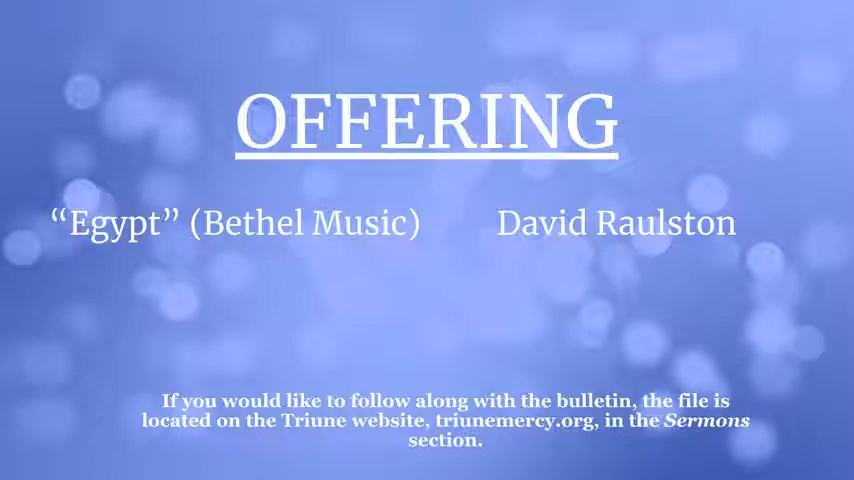 OFFERING
“Egypt” (Bethel Music) David Raulston
If you would like to follow along with the bulletin, the file is
located on the Triune website, triunemercy.org, in the Sermons
section.